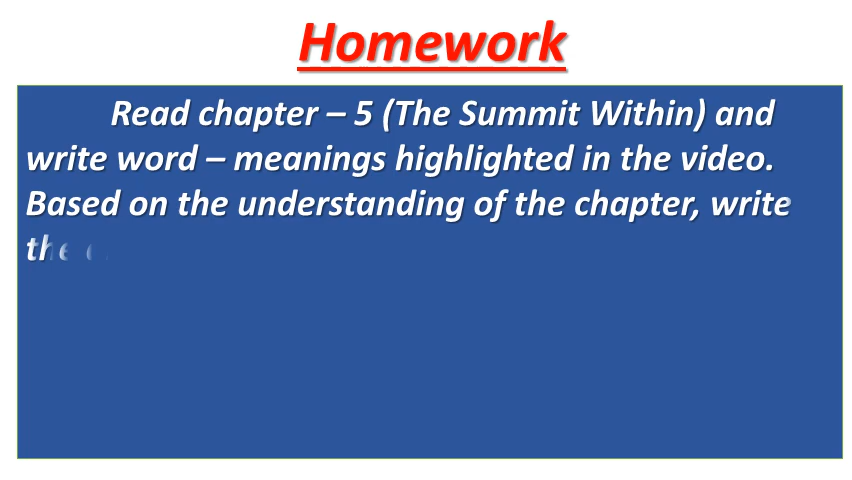 Homework
Read chapter – 5 (The Summit Within) and
write word – meanings highlighted in the video.
Based on the understanding of the chapter, write
the